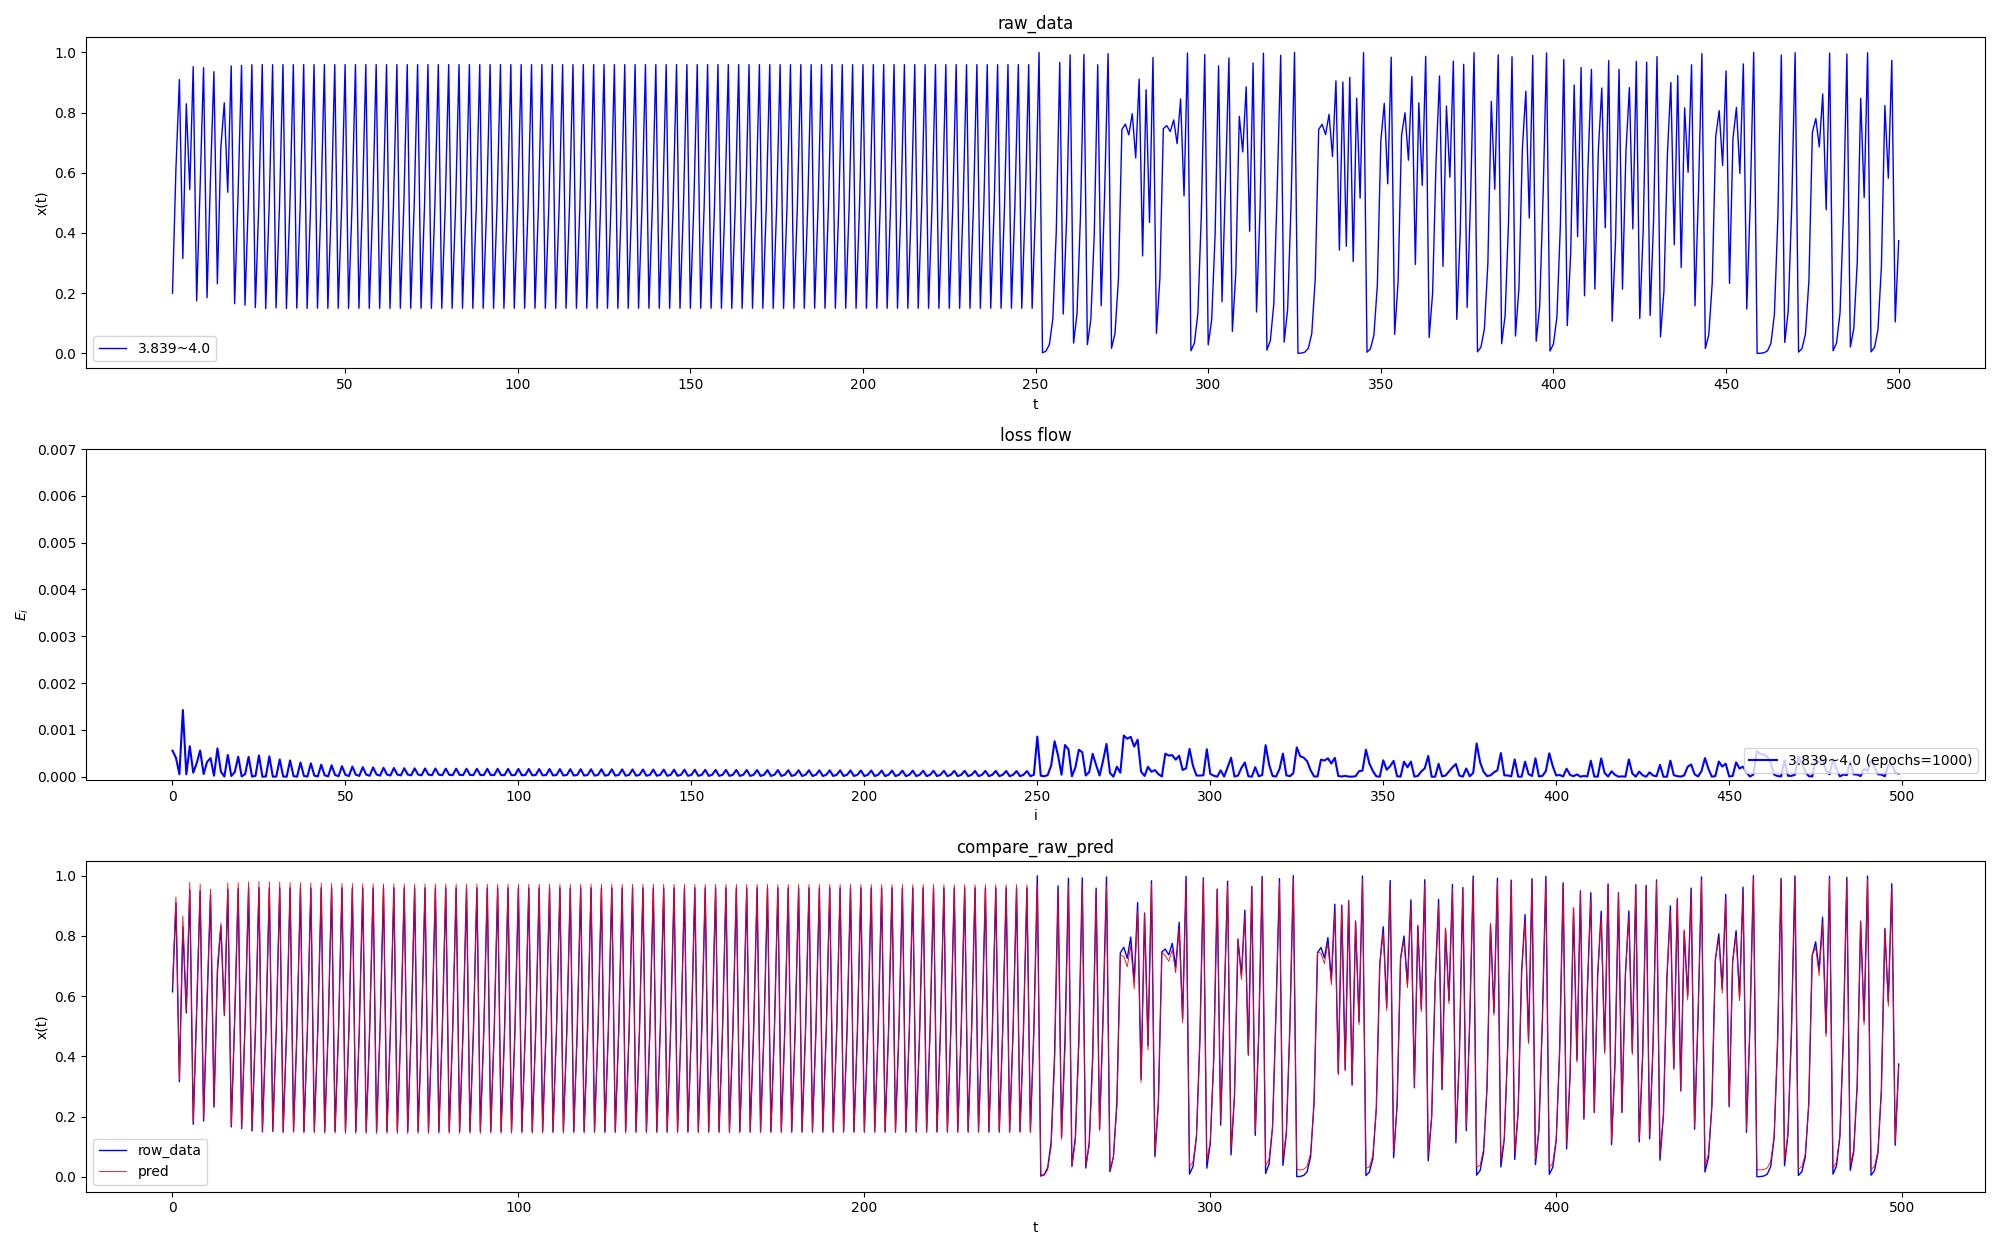 raw_data
1.0
0.8
0.6
0.4
0.2
0.0
x(t)
3.839~4.0
50 100 150 200 250 300 350 400 450 500
t
loss flow
0.007
0.006
0.005
0.004
0.003
0.002
0.001
0.000
E_i
3.839~4.0 (epochs=1000)
0 50 100 150 200 250 300 350 400 450 500
i
compare_raw_pred
1.0
0.8
0.6
0.4
0.2
0.0
x(t)
row_data
pred
0 100 200 300 400 500
t